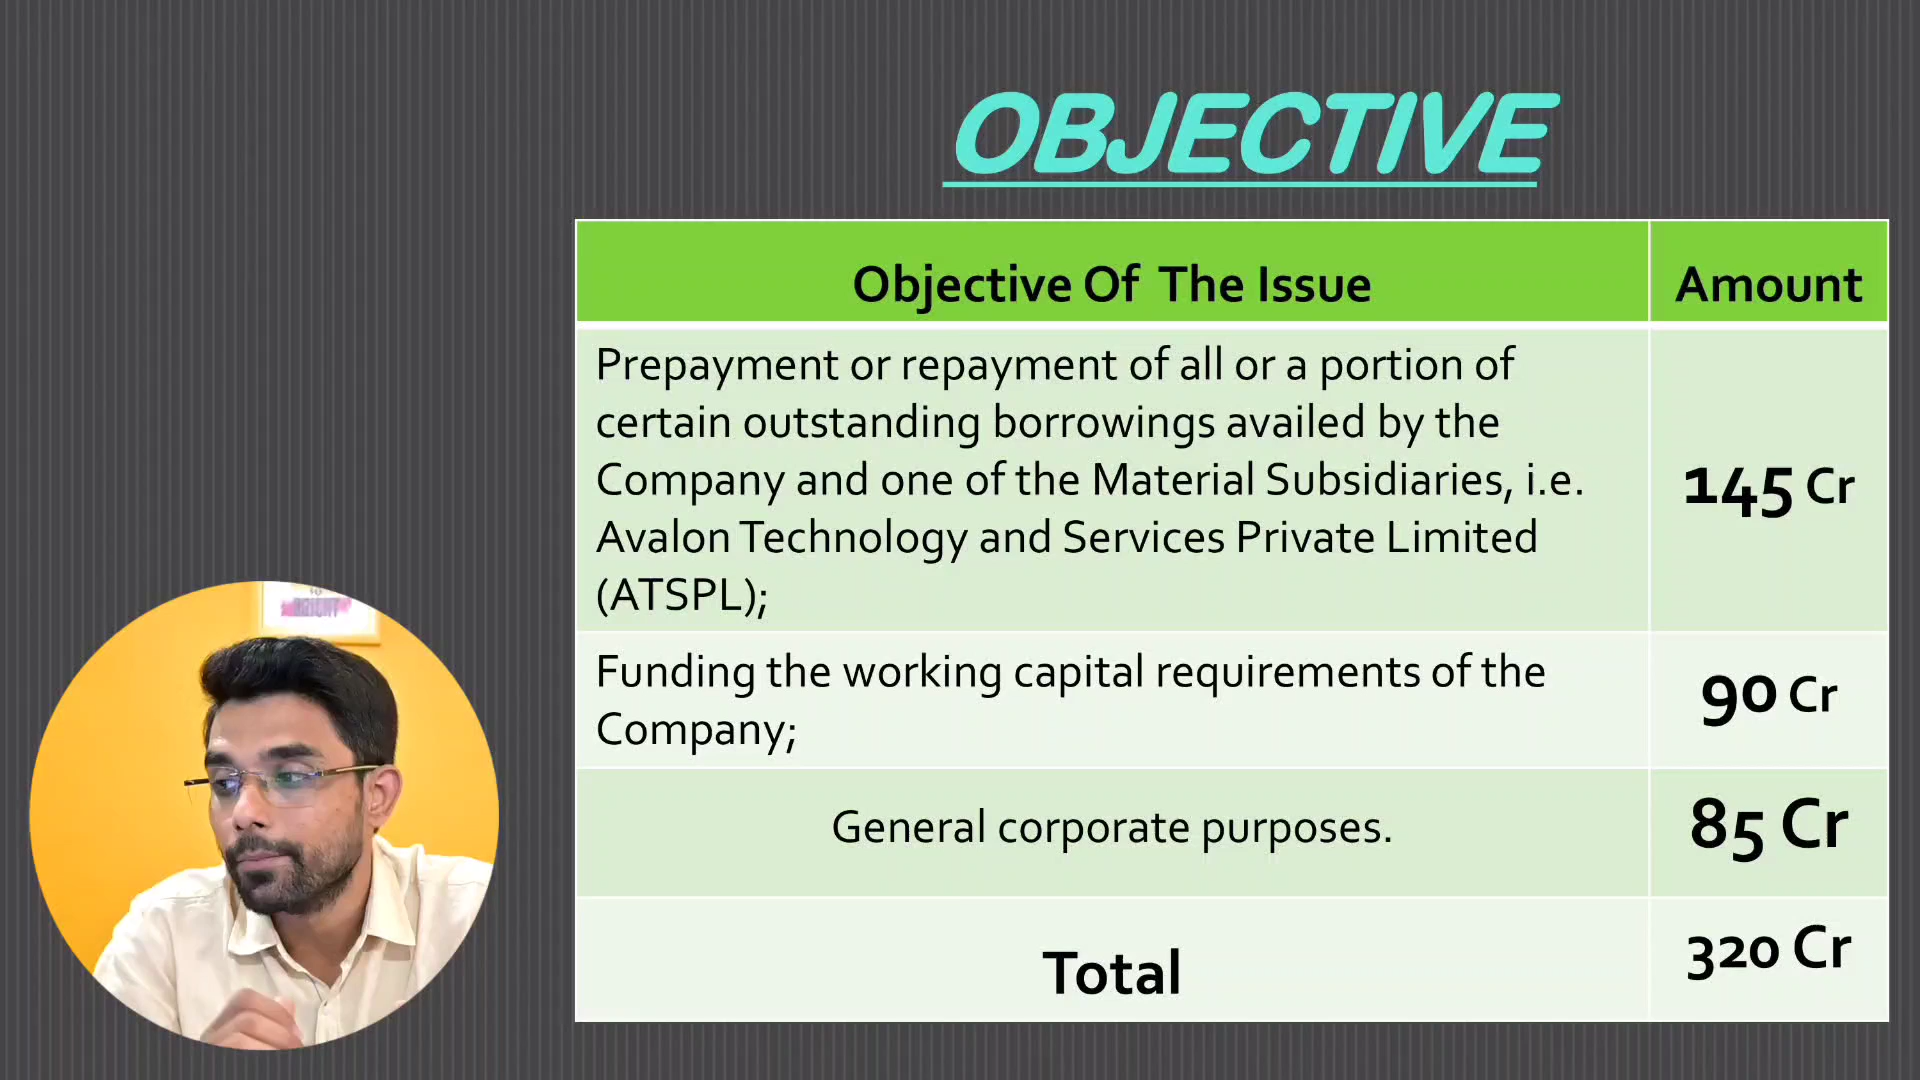 OBJECTIVE
Objective Of The Issue
Amount
Prepayment or repayment of all or a portion of
certain outstanding borrowings availed by the
Company and one of the Material Subsidiaries, i.e.
Avalon Technology and Services Private Limited
(ATSPL);
145 Cr
Funding the working capital requirements of the
Company;
90 Cr
General corporate purposes.
85 Cr
Total
320 Cr